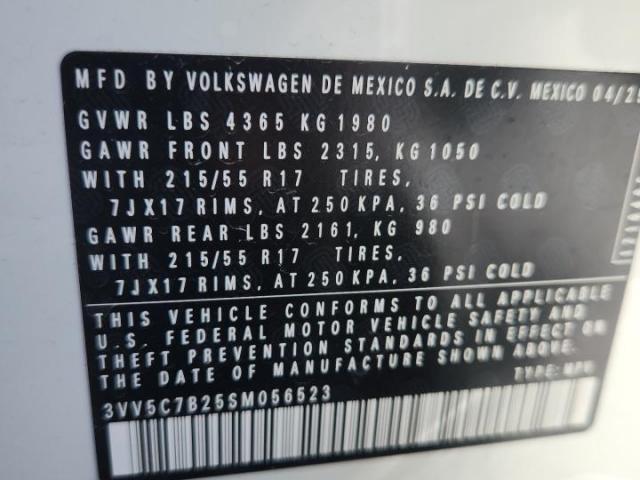 MFD BY VOLKSWAGEN DE MEXICO S.A. DE C.V. MEXICO 04/25
GVWR LBS 4365 KG 1980
GAWR FRONT LBS 2315, KG 1050
WITH 215/55 R17 TIRES,
7JX17 RIMS, AT 250 KPA, 36 PSI COLD
GAWR REAR LBS 2161, KG 980
WITH 215/55 R17 TIRES,
7JX17 RIMS, AT 250 KPA, 36 PSI COLD
THIS VEHICLE CONFORMS TO ALL APPLICABLE
U.S. FEDERAL MOTOR VEHICLE SAFETY AND
THEFT PREVENTION STANDARDS IN EFFECT ON
THE DATE OF MANUFACTURE SHOWN ABOVE.
3VV5C7B25SM056523 TYPE: MPV